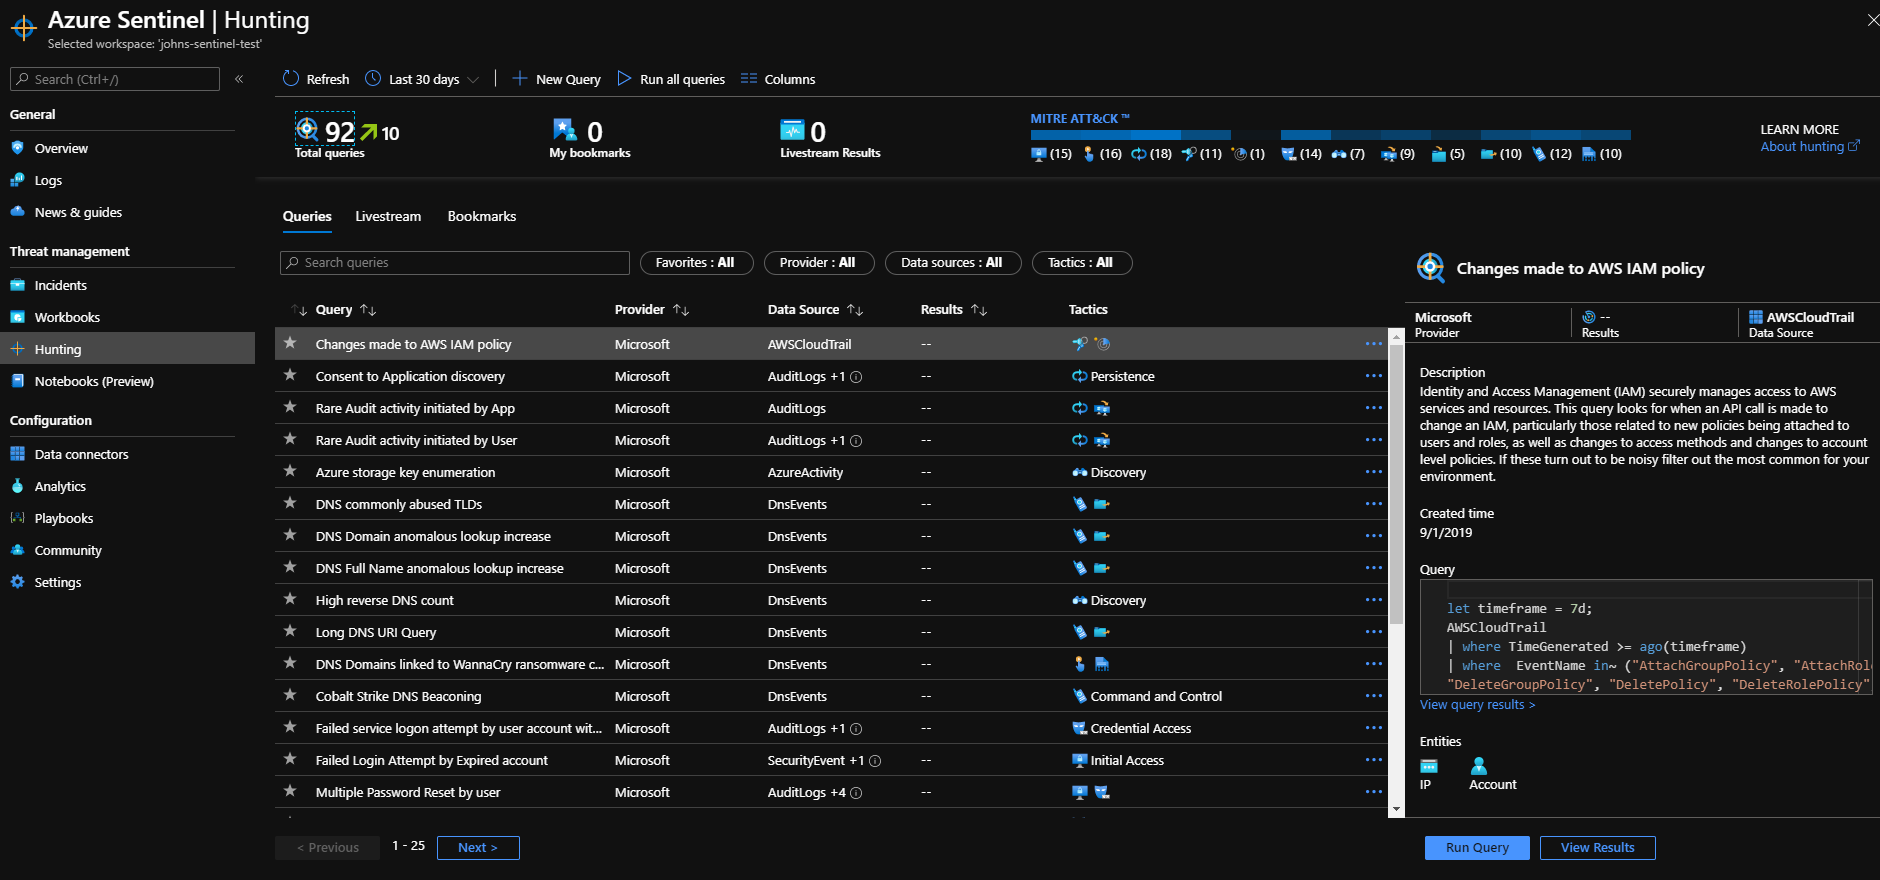 Azure Sentinel | Hunting
Selected workspace: 'johns-sentinel-test'
Search (Ctrl+/)
«
General
Overview
Logs
News & guides
Threat management
Incidents
Workbooks
Hunting
Notebooks (Preview)
Configuration
Data connectors
Analytics
Playbooks
Community
Settings
Refresh
Last 30 days
New Query
Run all queries
Columns
92
10
Total queries
0
My bookmarks
0
Livestream Results
MITRE ATT&CK ™
(15) (16) (18) (11) (1) (14) (7) (9) (5) (10) (12) (10)
LEARN MORE
About hunting
Queries Livestream Bookmarks
Search queries
Favorites : All
Provider : All
Data sources : All
Tactics : All
Query Provider Data Source Results Tactics
Changes made to AWS IAM policy Microsoft AWSCloudTrail --
Consent to Application discovery Microsoft AuditLogs +1 -- Persistence
Rare Audit activity initiated by App Microsoft AuditLogs --
Rare Audit activity initiated by User Microsoft AuditLogs +1 --
Azure storage key enumeration Microsoft AzureActivity -- Discovery
DNS commonly abused TLDs Microsoft DnsEvents --
DNS Domain anomalous lookup increase Microsoft DnsEvents --
DNS Full Name anomalous lookup increase Microsoft DnsEvents --
High reverse DNS count Microsoft DnsEvents -- Discovery
Long DNS URI Query Microsoft DnsEvents --
DNS Domains linked to WannaCry ransomware c... Microsoft DnsEvents --
Cobalt Strike DNS Beaconing Microsoft DnsEvents -- Command and Control
Failed service logon attempt by user account wit... Microsoft AuditLogs +1 -- Credential Access
Failed Login Attempt by Expired account Microsoft SecurityEvent +1 -- Initial Access
Multiple Password Reset by user Microsoft AuditLogs +4 --
< Previous 1 - 25 Next >
Changes made to AWS IAM policy
Microsoft
Provider
--
Results
AWSCloudTrail
Data Source
Description
Identity and Access Management (IAM) securely manages access to AWS
services and resources. This query looks for when an API call is made to
change an IAM, particularly those related to new policies being attached to
users and roles, as well as changes to access methods and changes to account
level policies. If these turn out to be noisy filter out the most common for your
environment.
Created time
9/1/2019
Query
let timeframe = 7d;
AWSCloudTrail
| where TimeGenerated >= ago(timeframe)
| where  EventName in~ ("AttachGroupPolicy", "AttachRol
"DeleteGroupPolicy", "DeletePolicy", "DeleteRolePolicy"
View query results >
Entities
IP
Account
Run Query
View Results